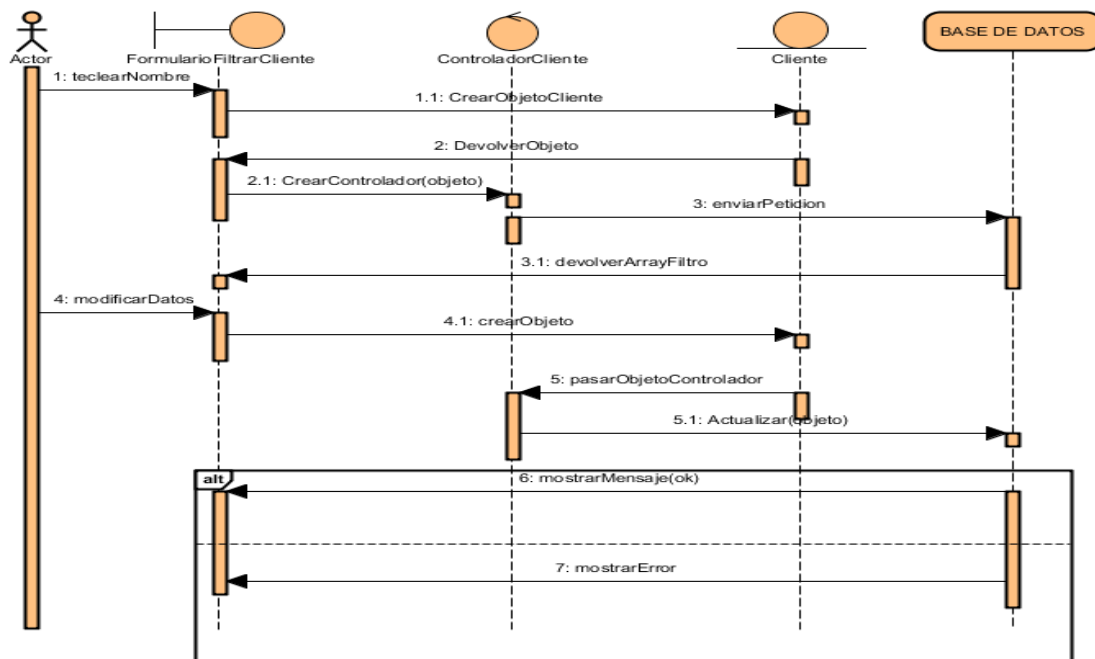 BASE DE DATOS
Actor
FormularioFiltrarCliente
ControladorCliente
Cliente
1: teclearNombre
1.1: CrearObjetoCliente
2: DevolverObjeto
2.1: CrearControlador(objeto)
3: enviarPeticion
3.1: devolverArrayFiltro
4: modificarDatos
4.1: crearObjeto
5: pasarObjetoControlador
5.1: Actualizar(objeto)
alt
6: mostrarMensaje(ok)
7: mostrarError